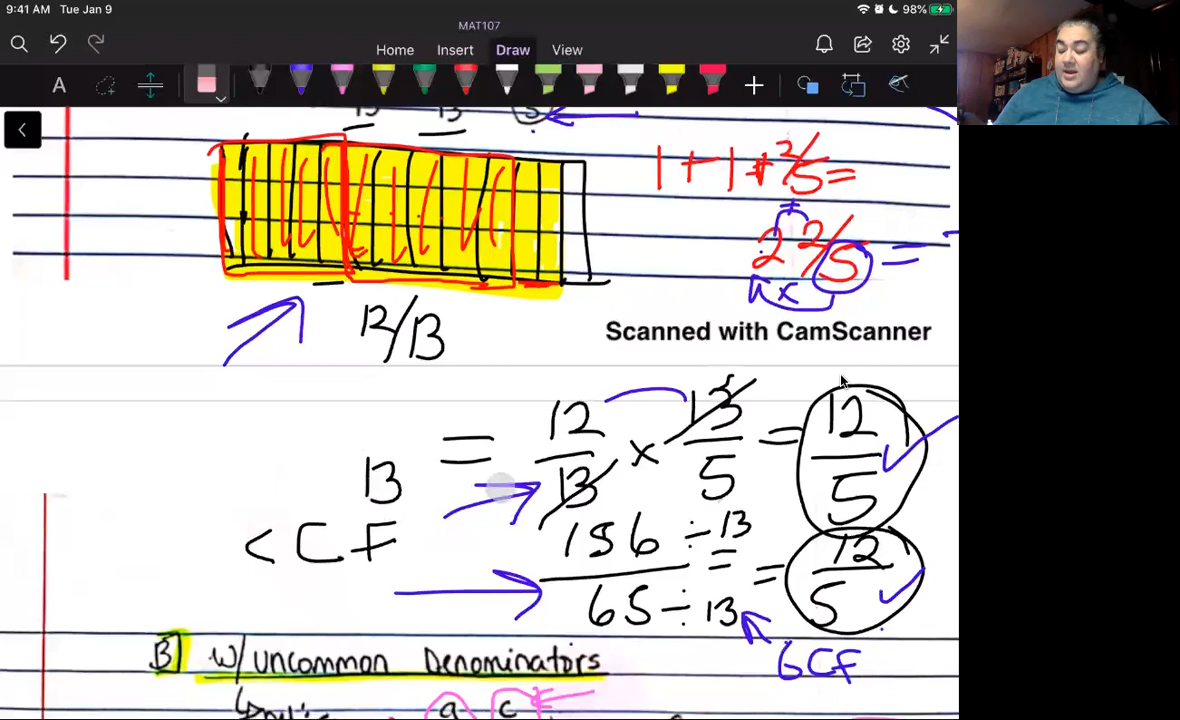 9:41 AM Tue Jan 9
98%
MAT107
Home Insert Draw View
A
1 + 1 + 2/5 =
2 2/5 =
x
12/13
Scanned with CamScanner
13 = 12/13 × 13/5 = 12/5
< CF
156 ÷ 13 = = 12
65 ÷ 13 5
GCF
B] w/ uncommon Denominators
a c